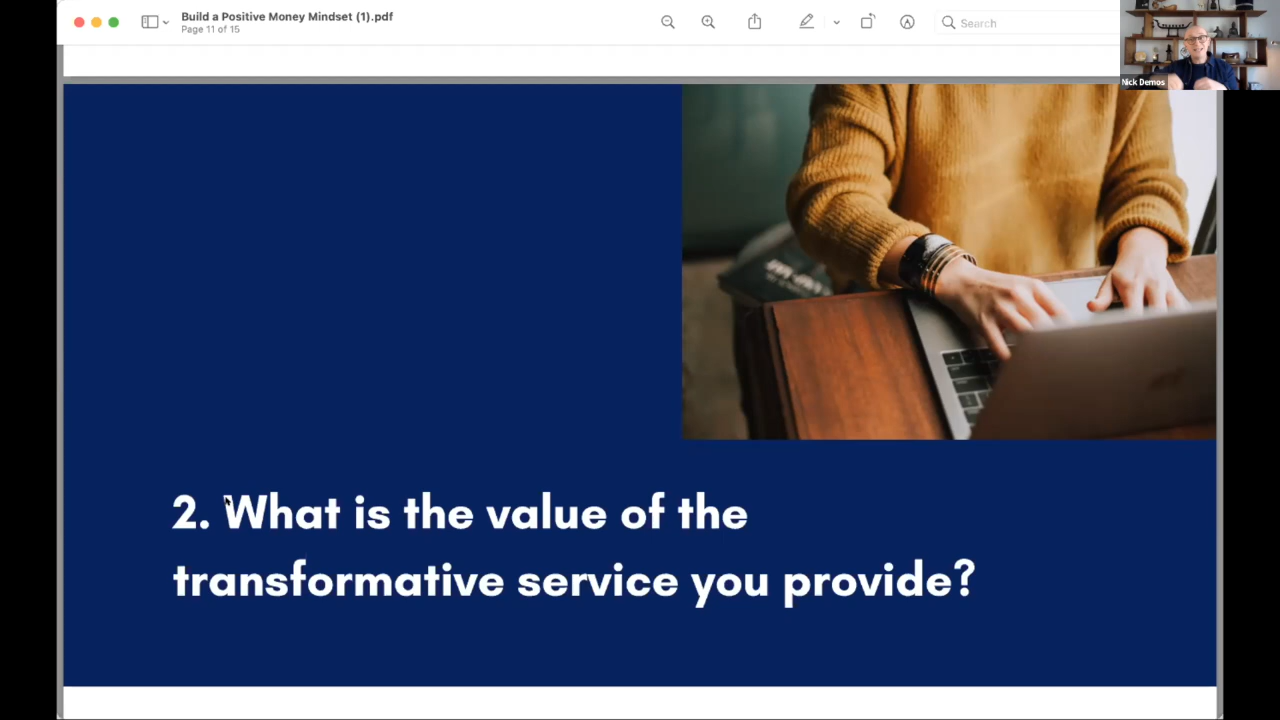 Build a Positive Money Mindset (1).pdf
Page 11 of 15
Search
Nick Demos
2. What is the value of the
transformative service you provide?